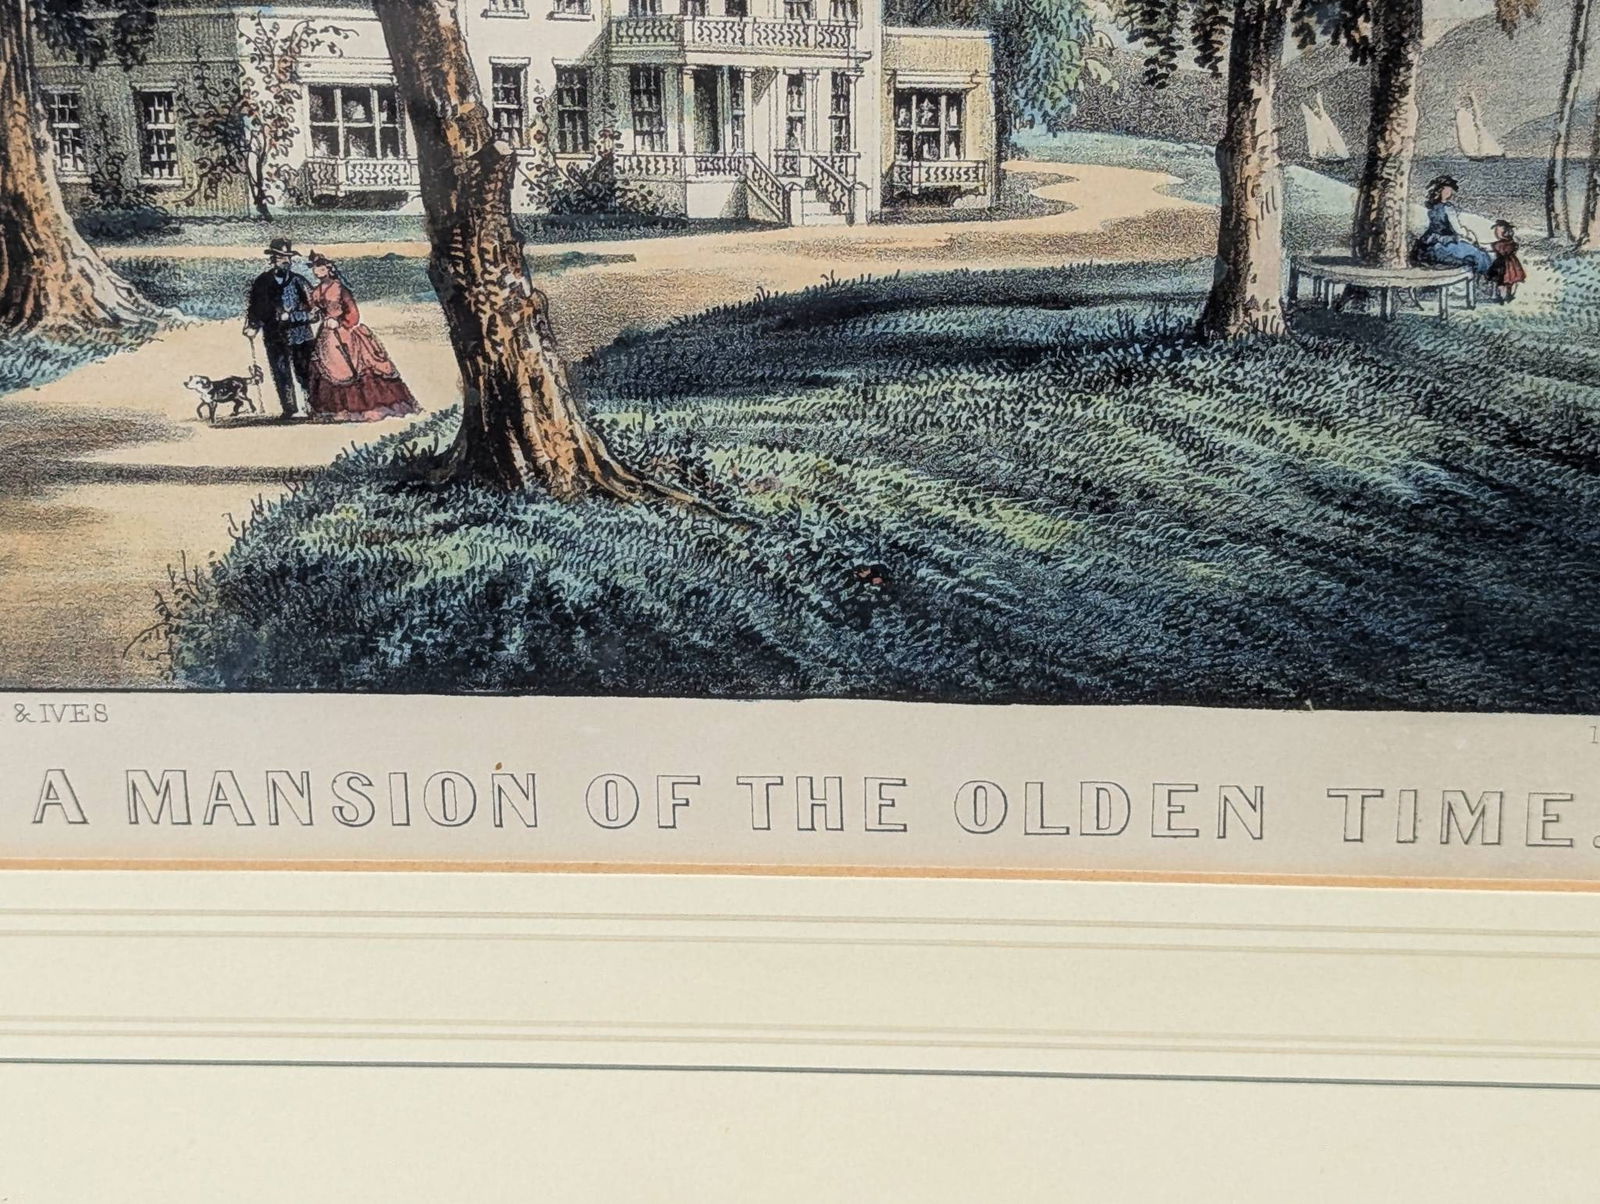 & IVES
A MANSION OF THE OLDEN TIME.